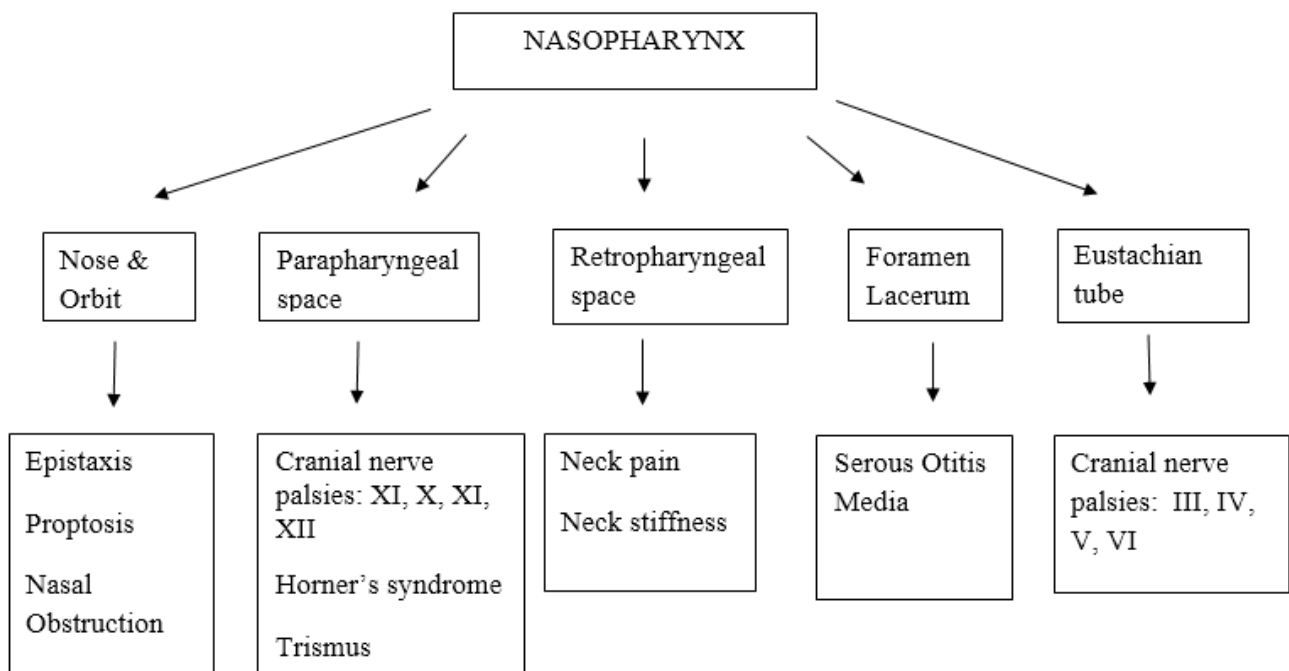 NASOPHARYNX
Nose &
Orbit
Parapharyngeal
space
Retropharyngeal
space
Foramen
Lacerum
Eustachian
tube
Epistaxis
Proptosis
Nasal
Obstruction
Cranial nerve
palsies: XI, X, XI,
XII
Horner’s syndrome
Trismus
Neck pain
Neck stiffness
Serous Otitis
Media
Cranial nerve
palsies: III, IV,
V, VI